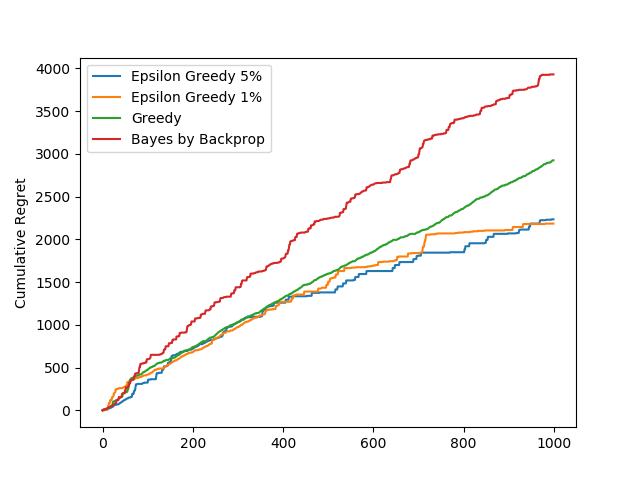 4000
3500
3000
2500
2000
1500
1000
500
0
Cumulative Regret
Epsilon Greedy 5%
Epsilon Greedy 1%
Greedy
Bayes by Backprop
0 200 400 600 800 1000